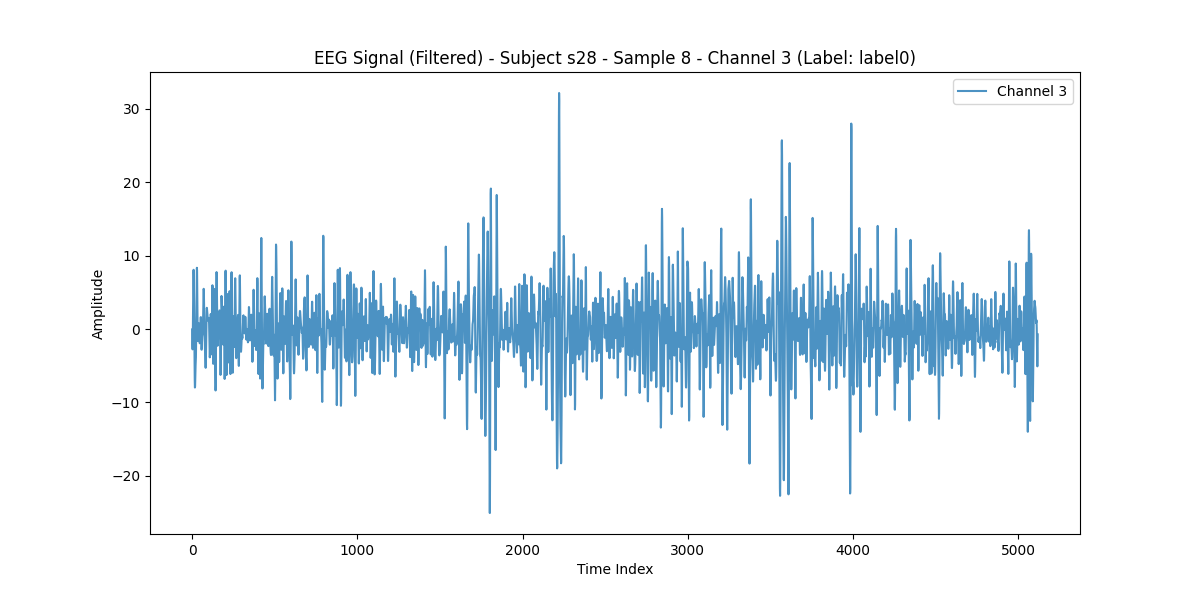 EEG Signal (Filtered) - Subject s28 - Sample 8 - Channel 3 (Label: label0)
Channel 3
30
20
10
0
−10
−20
Amplitude
0 1000 2000 3000 4000 5000
Time Index